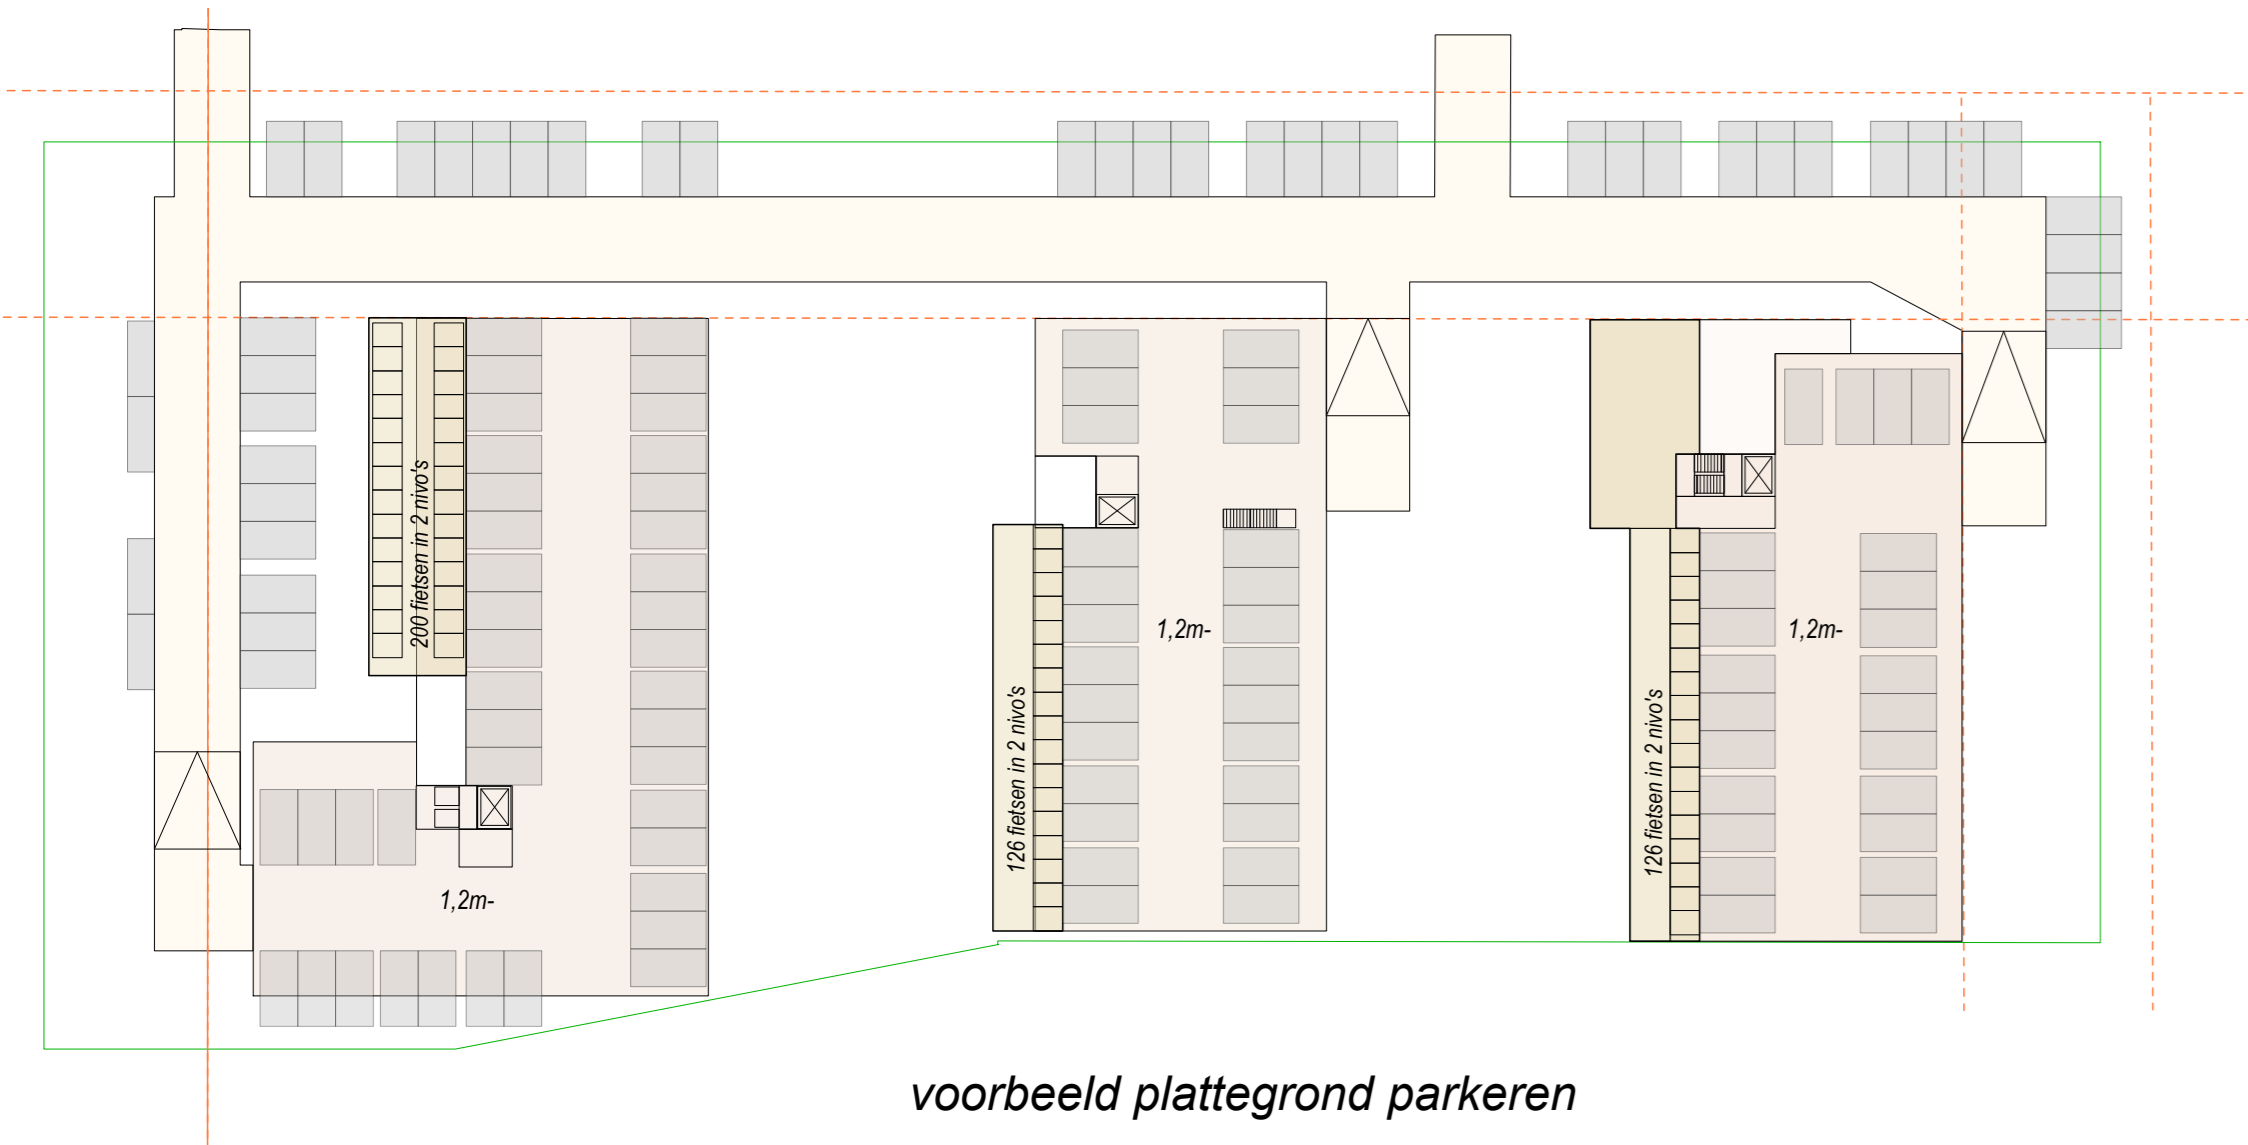 200 fietsen in 2 nivo's
1,2m-
126 fietsen in 2 nivo's
1,2m-
126 fietsen in 2 nivo's
1,2m-
voorbeeld plattegrond parkeren